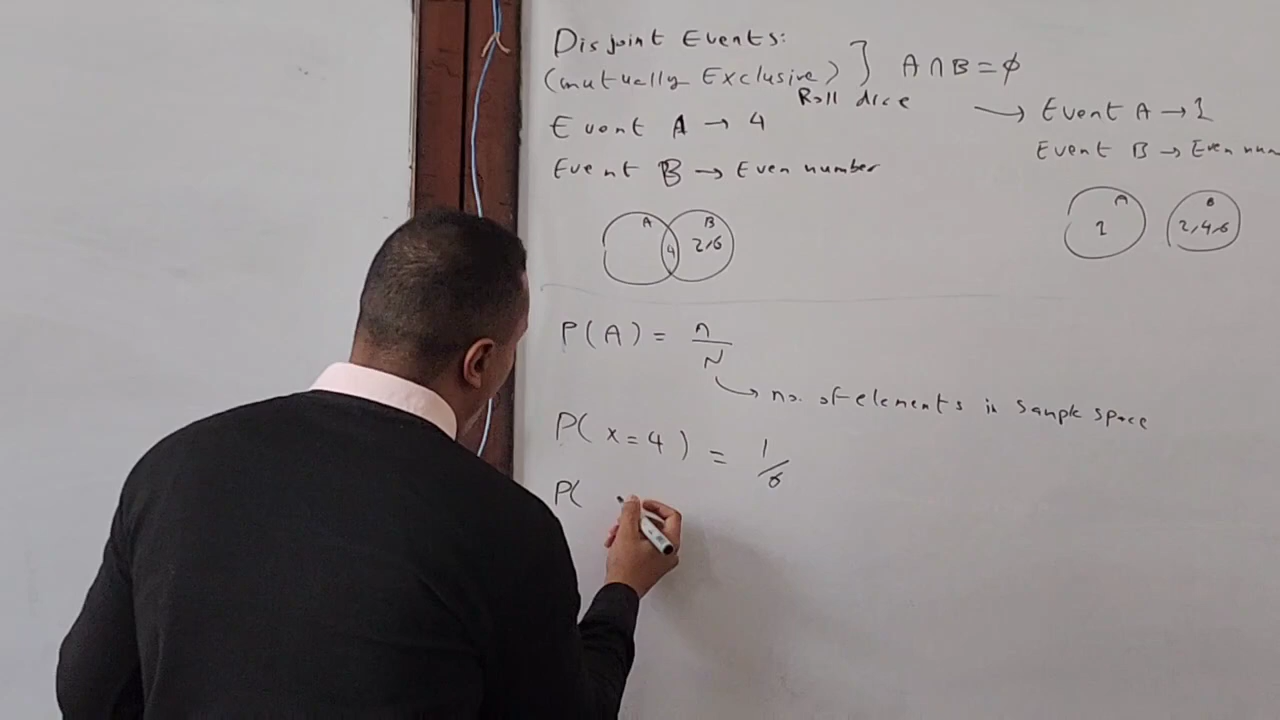 Disjoint Events:
(mutually Exclusive) ] A ∩ B = ϕ
Roll dice
Event A → 4
Event B → Even number
A B
4 2,6
→ Event A → 1
Event B → Even num
A B
1 2,4,6
P(A) = n/N
→ no. of elements in sample space
P( x = 4 ) = 1/6
P(